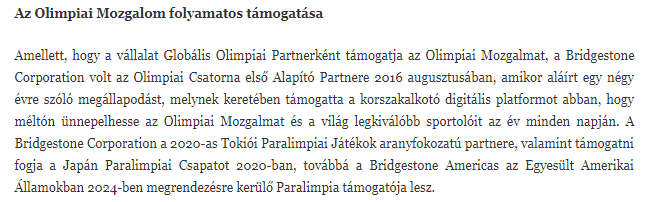 Az Olimpiai Mozgalom folyamatos támogatása
Amellett, hogy a vállalat Globális Olimpiai Partnerként támogatja az Olimpiai Mozgalmat, a Bridgestone
Corporation volt az Olimpiai Csatorna első Alapító Partnere 2016 augusztusában, amikor aláírt egy négy
évre szóló megállapodást, melynek keretében támogatta a korszakalkotó digitális platformot abban, hogy
méltón ünnepelhesse az Olimpiai Mozgalmat és a világ legkiválóbb sportolóit az év minden napján. A
Bridgestone Corporation a 2020-as Tokiói Paralimpiai Játékok aranyfokozatú partnere, valamint támogatni
fogja a Japán Paralimpiai Csapatot 2020-ban, továbbá a Bridgestone Americas az Egyesült Amerikai
Államokban 2024-ben megrendezésre kerülő Paralimpia támogatója lesz.